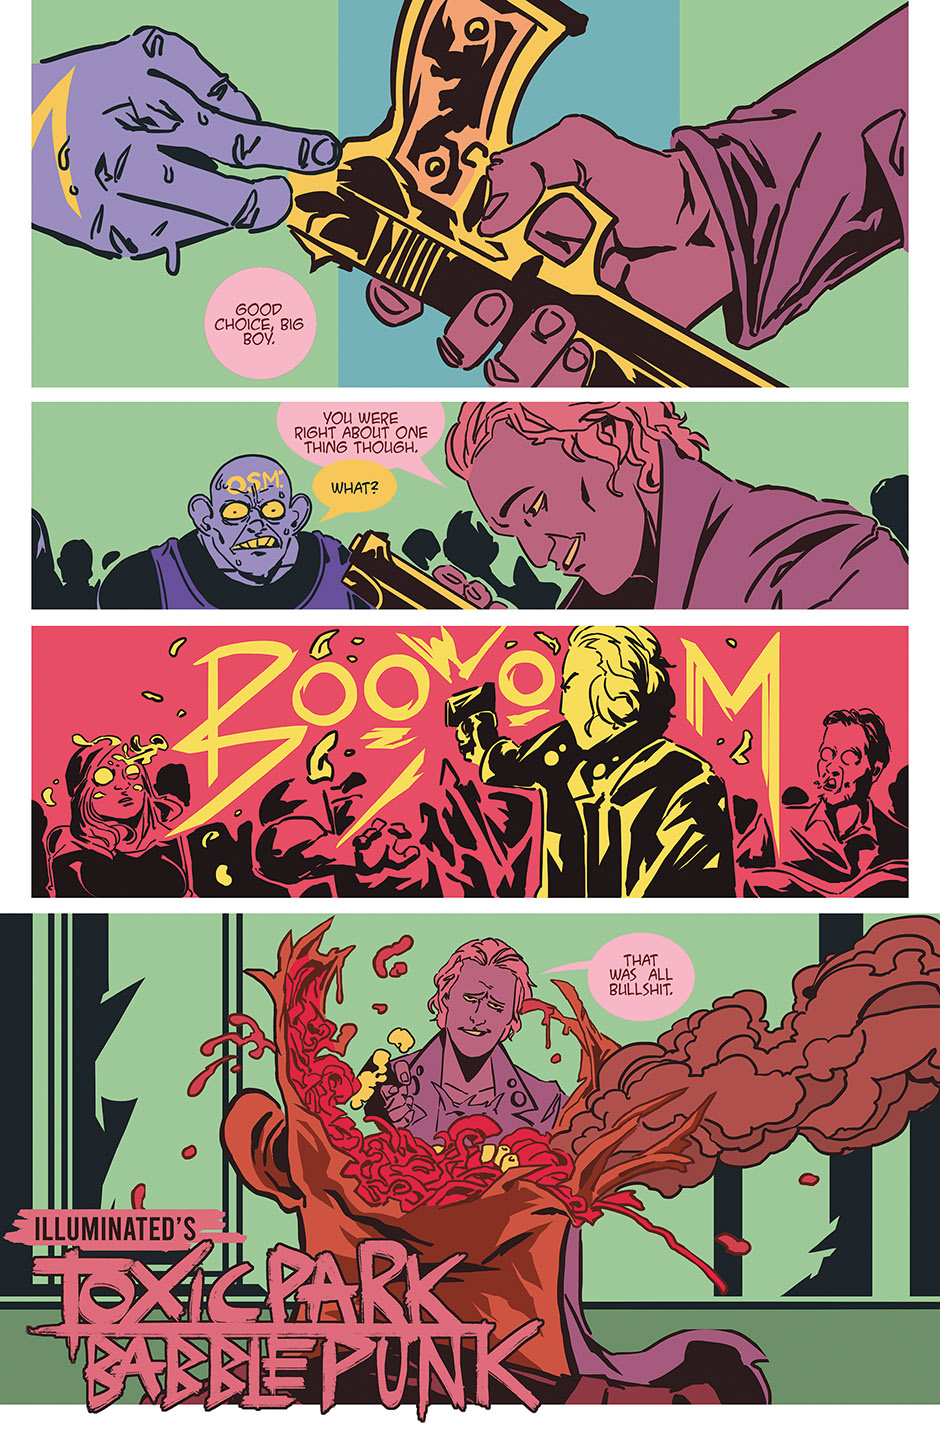 GOOD
CHOICE, BIG
BOY.
YOU WERE
RIGHT ABOUT ONE
THING THOUGH.
WHAT?
OSM:
BOOWOOM
THAT
WAS ALL
BULLSHIT.
ILLUMINATED'S
TOXIC PARK
BABBLE PUNK